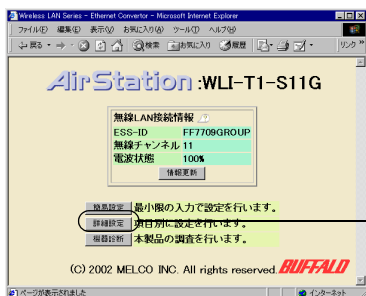 Wireless LAN Series - Ethernet Convertor - Microsoft Internet Explorer
ファイル(F) 編集(E) 表示(V) お気に入り(A) ツール(T) ヘルプ(H)
戻る 検索 お気に入り 履歴 リンク »
AirStation :WLI-T1-S11G
無線LAN接続情報
ESS-ID FF7709GROUP
無線チャンネル 11
電波状態 100%
情報更新
簡易設定 最小限の入力で設定を行います。
詳細設定 項目別に設定を行います。
機器診断 本製品の調査を行います。
(C) 2002 MELCO INC. All rights reserved. BUFFALO
ページが表示されました インターネット